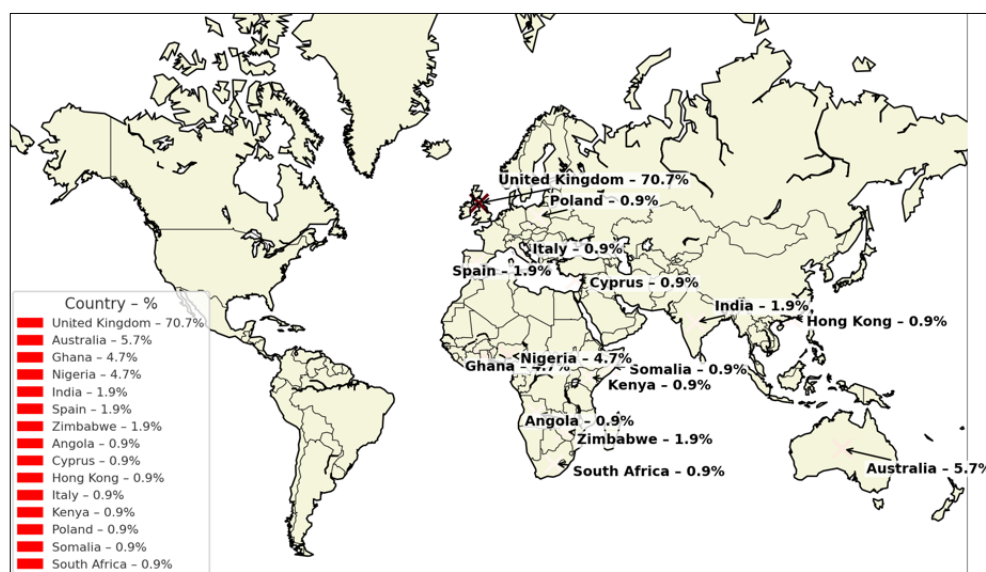 United Kingdom – 70.7%
Poland – 0.9%
Italy – 0.9%
Spain – 1.9%
Cyprus – 0.9%
India – 1.9%
Hong Kong – 0.9%
Nigeria – 4.7%
Ghana – 4.7%
Somalia – 0.9%
Kenya – 0.9%
Angola – 0.9%
Zimbabwe – 1.9%
South Africa – 0.9%
Australia – 5.7%
Country – %
United Kingdom – 70.7%
Australia – 5.7%
Ghana – 4.7%
Nigeria – 4.7%
India – 1.9%
Spain – 1.9%
Zimbabwe – 1.9%
Angola – 0.9%
Cyprus – 0.9%
Hong Kong – 0.9%
Italy – 0.9%
Kenya – 0.9%
Poland – 0.9%
Somalia – 0.9%
South Africa – 0.9%